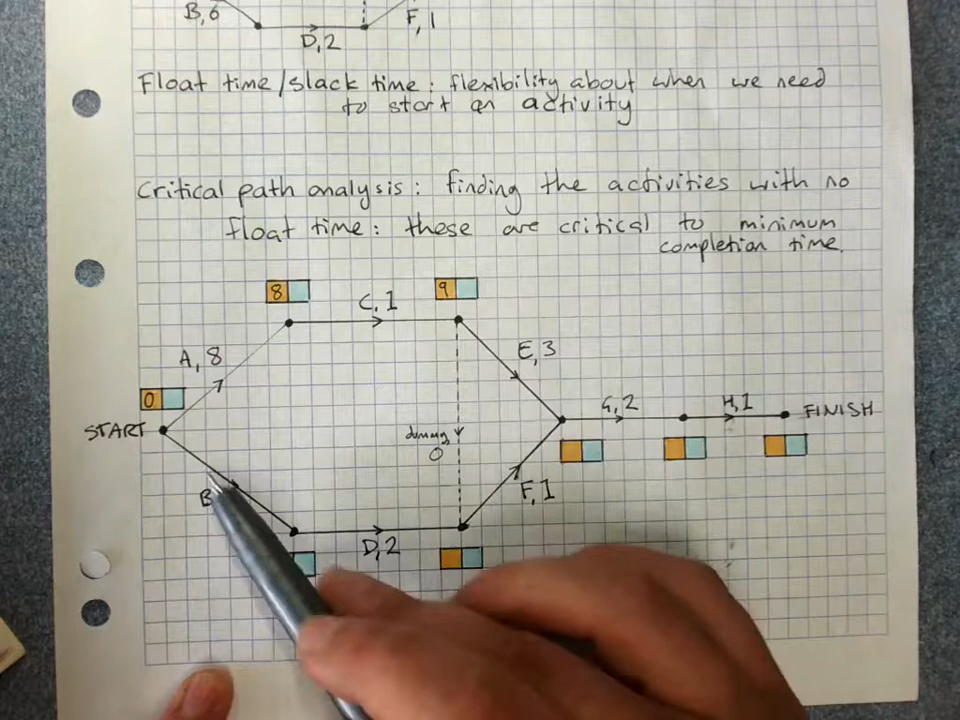 B,6
D,2
F,1
Float time/slack time: flexibility about when we need
to start an activity
Critical path analysis: finding the activities with no
float time: these are critical to minimum
completion time.
8
9
C,1
A,8
E,3
0
G,2
H,1
START
FINISH
dummy,
0
B
F,1
D,2